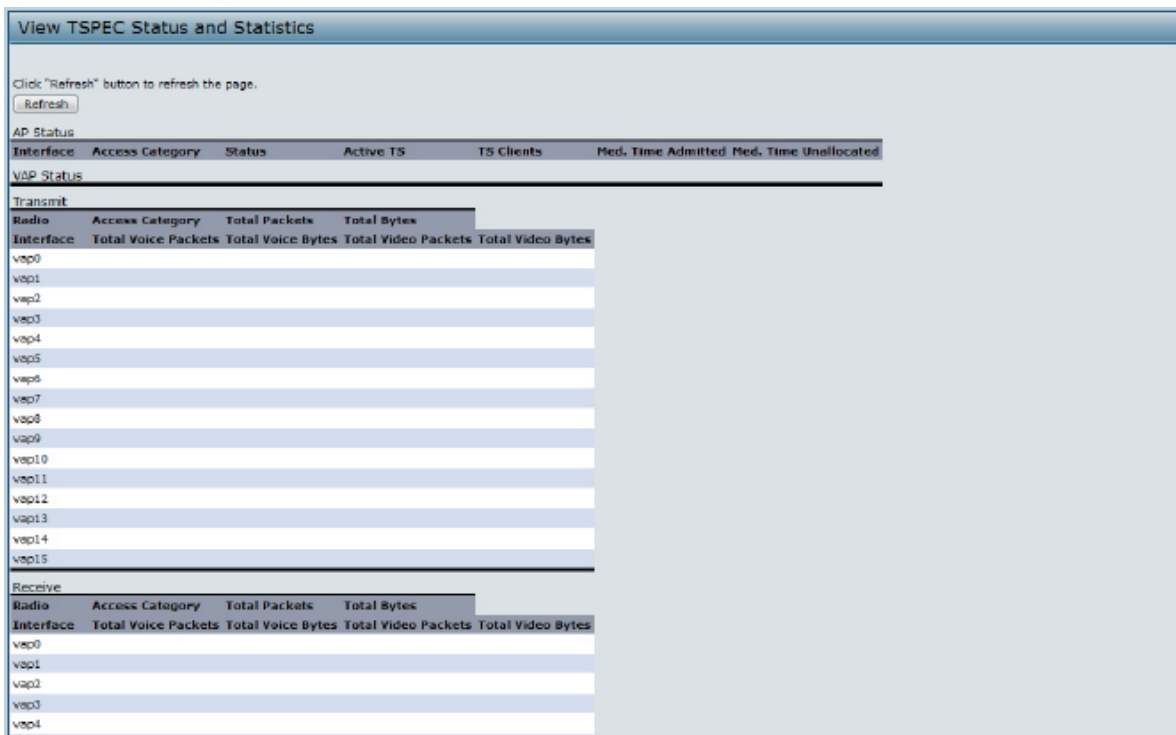 View TSPEC Status and Statistics
Click "Refresh" button to refresh the page.
Refresh
AP Status
Interface Access Category Status Active TS TS Clients Med. Time Admitted Med. Time Unallocated
VAP Status
Transmit
Radio Access Category Total Packets Total Bytes
Interface Total Voice Packets Total Voice Bytes Total Video Packets Total Video Bytes
vap0
vap1
vap2
vap3
vap4
vap5
vap6
vap7
vap8
vap9
vap10
vap11
vap12
vap13
vap14
vap15
Receive
Radio Access Category Total Packets Total Bytes
Interface Total Voice Packets Total Voice Bytes Total Video Packets Total Video Bytes
vap0
vap1
vap2
vap3
vap4